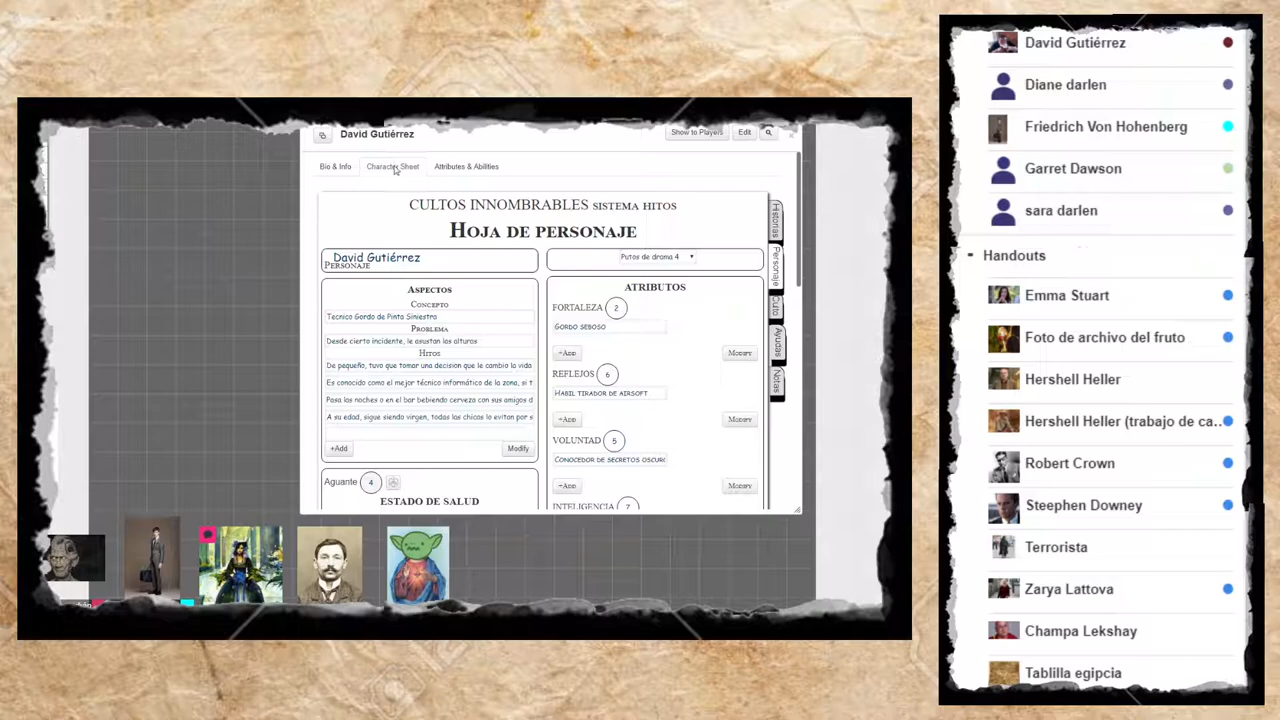 David Gutiérrez
Show to Players
Edit
Bio & Info
Character Sheet
Attributes & Abilities
CULTOS INNOMBRABLES SISTEMA HITOS
HOJA DE PERSONAJE
David Gutiérrez
PERSONAJE
Putos de drama 4
ASPECTOS
CONCEPTO
Tecnico Gordo de Pinta Siniestra
PROBLEMA
Desde cierto incidente, le asustan las alturas
HITOS
De pequeño, tuvo que tomar una decision que le cambio la vida
Es conocido como el mejor técnico informático de la zona, si t
Pasa las noches o en el bar bebiendo cerveza con sus amigos d
A su edad, sigue siendo virgen, todas las chicas lo evitan por s
+Add
Modify
Aguante 4
ESTADO DE SALUD
ATRIBUTOS
FORTALEZA 2
GORDO SEBOSO
+ADD
MODIFY
REFLEJOS 6
HABIL TIRADOR DE AIRSOFT
+ADD
MODIFY
VOLUNTAD 5
CONOCEDOR DE SECRETOS OSCUR
+ADD
MODIFY
INTELIGENCIA 7
Historias
Personaje
Culto
Ayudas
Notas
David Gutiérrez
Diane darlen
Friedrich Von Hohenberg
Garret Dawson
sara darlen
Handouts
Emma Stuart
Foto de archivo del fruto
Hershell Heller
Hershell Heller (trabajo de ca...
Robert Crown
Steephen Downey
Terrorista
Zarya Lattova
Champa Lekshay
Tablilla egipcia